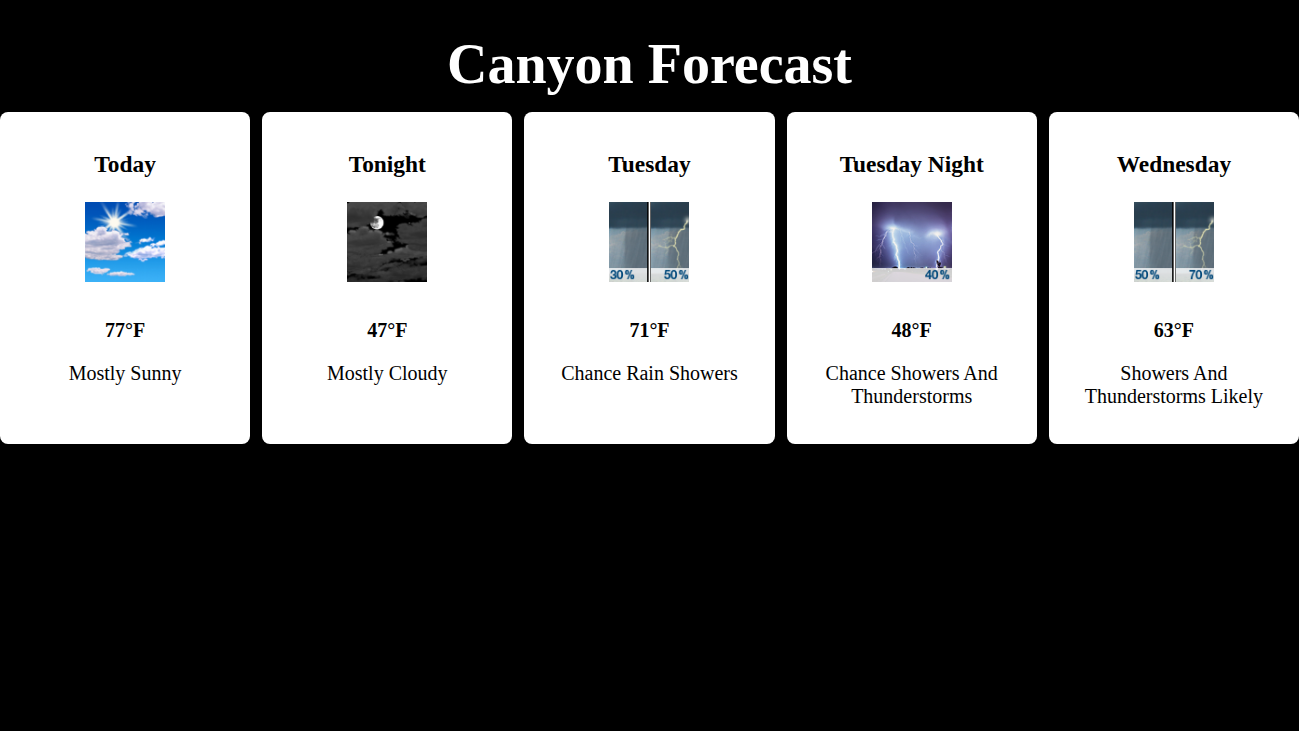 Canyon Forecast
Today
77°F
Mostly Sunny
Tonight
47°F
Mostly Cloudy
Tuesday
30% 50%
71°F
Chance Rain Showers
Tuesday Night
40%
48°F
Chance Showers And
Thunderstorms
Wednesday
50% 70%
63°F
Showers And
Thunderstorms Likely